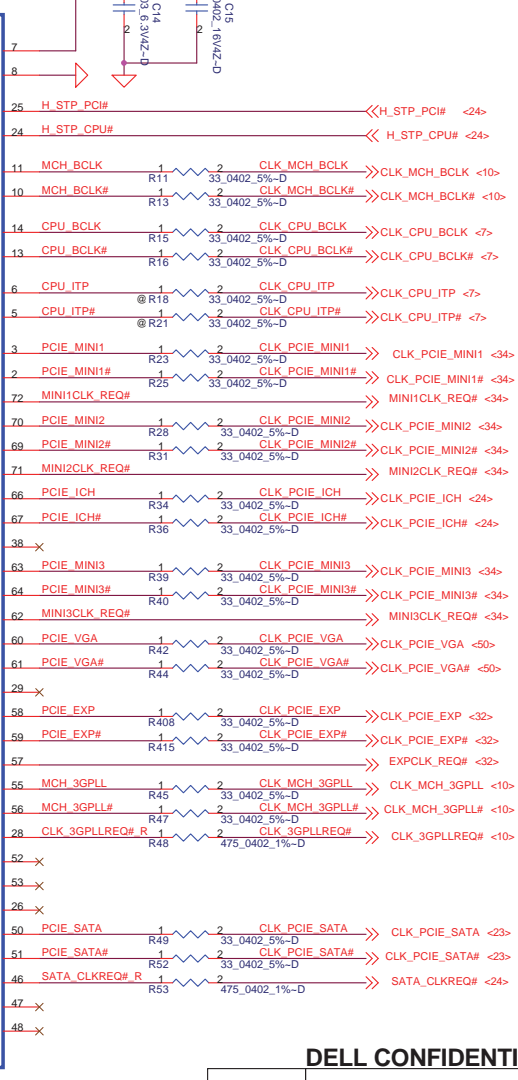 C14
03_6.3V4Z~D
2
C15
0402_16V4Z~D
2
7
8
25 H_STP_PCI# H_STP_PCI# <24>
24 H_STP_CPU# H_STP_CPU# <24>
11 MCH_BCLK 1 2 CLK_MCH_BCLK CLK_MCH_BCLK <10>
R11 33_0402_5%~D
10 MCH_BCLK# 1 2 CLK_MCH_BCLK# CLK_MCH_BCLK# <10>
R13 33_0402_5%~D
14 CPU_BCLK 1 2 CLK_CPU_BCLK CLK_CPU_BCLK <7>
R15 33_0402_5%~D
13 CPU_BCLK# 1 2 CLK_CPU_BCLK# CLK_CPU_BCLK# <7>
R16 33_0402_5%~D
6 CPU_ITP 1 2 CLK_CPU_ITP CLK_CPU_ITP <7>
@ R18 33_0402_5%~D
5 CPU_ITP# 1 2 CLK_CPU_ITP# CLK_CPU_ITP# <7>
@ R21 33_0402_5%~D
3 PCIE_MINI1 1 2 CLK_PCIE_MINI1 CLK_PCIE_MINI1 <34>
R23 33_0402_5%~D
2 PCIE_MINI1# 1 2 CLK_PCIE_MINI1# CLK_PCIE_MINI1# <34>
R25 33_0402_5%~D
72 MINI1CLK_REQ# MINI1CLK_REQ# <34>
70 PCIE_MINI2 1 2 CLK_PCIE_MINI2 CLK_PCIE_MINI2 <34>
R28 33_0402_5%~D
69 PCIE_MINI2# 1 2 CLK_PCIE_MINI2# CLK_PCIE_MINI2# <34>
R31 33_0402_5%~D
71 MINI2CLK_REQ# MINI2CLK_REQ# <34>
66 PCIE_ICH 1 2 CLK_PCIE_ICH CLK_PCIE_ICH <24>
R34 33_0402_5%~D
67 PCIE_ICH# 1 2 CLK_PCIE_ICH# CLK_PCIE_ICH# <24>
R36 33_0402_5%~D
38
63 PCIE_MINI3 1 2 CLK_PCIE_MINI3 CLK_PCIE_MINI3 <34>
R39 33_0402_5%~D
64 PCIE_MINI3# 1 2 CLK_PCIE_MINI3# CLK_PCIE_MINI3# <34>
R40 33_0402_5%~D
62 MINI3CLK_REQ# MINI3CLK_REQ# <34>
60 PCIE_VGA 1 2 CLK_PCIE_VGA CLK_PCIE_VGA <50>
R42 33_0402_5%~D
61 PCIE_VGA# 1 2 CLK_PCIE_VGA# CLK_PCIE_VGA# <50>
R44 33_0402_5%~D
29
58 PCIE_EXP 1 2 CLK_PCIE_EXP CLK_PCIE_EXP <32>
R408 33_0402_5%~D
59 PCIE_EXP# 1 2 CLK_PCIE_EXP# CLK_PCIE_EXP# <32>
R415 33_0402_5%~D
57 EXPCLK_REQ# <32>
55 MCH_3GPLL 1 2 CLK_MCH_3GPLL CLK_MCH_3GPLL <10>
R45 33_0402_5%~D
56 MCH_3GPLL# 1 2 CLK_MCH_3GPLL# CLK_MCH_3GPLL# <10>
R47 33_0402_5%~D
28 CLK_3GPLLREQ#_R 1 2 CLK_3GPLLREQ# CLK_3GPLLREQ# <10>
R48 475_0402_1%~D
52
53
26
50 PCIE_SATA 1 2 CLK_PCIE_SATA CLK_PCIE_SATA <23>
R49 33_0402_5%~D
51 PCIE_SATA# 1 2 CLK_PCIE_SATA# CLK_PCIE_SATA# <23>
R52 33_0402_5%~D
46 SATA_CLKREQ#_R 1 2 SATA_CLKREQ# <24>
R53 475_0402_1%~D
47
48
DELL CONFIDENTI